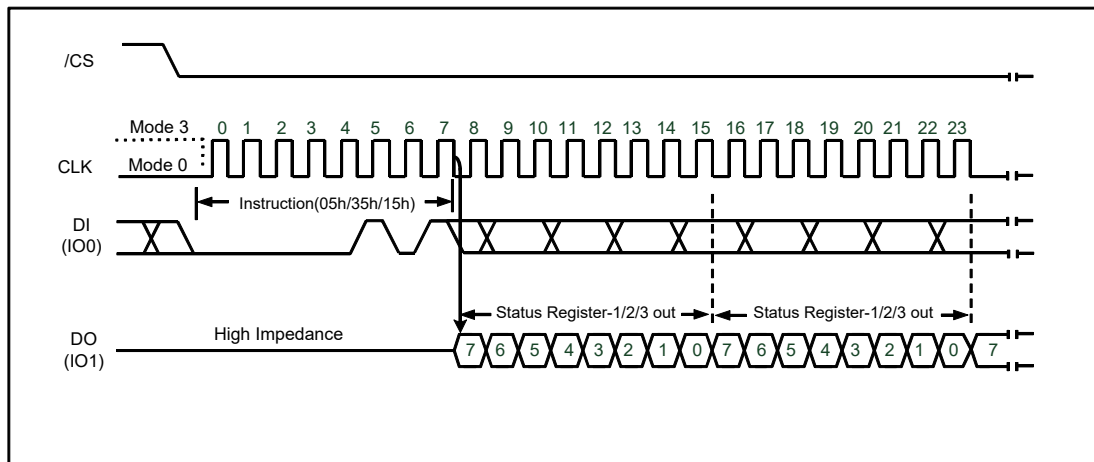 /CS
Mode 3
0 1 2 3 4 5 6 7 8 9 10 11 12 13 14 15 16 17 18 19 20 21 22 23
CLK
Mode 0
Instruction(05h/35h/15h)
DI
(IO0)
Status Register-1/2/3 out
Status Register-1/2/3 out
High Impedance
DO
(IO1)
7 6 5 4 3 2 1 0 7 6 5 4 3 2 1 0 7